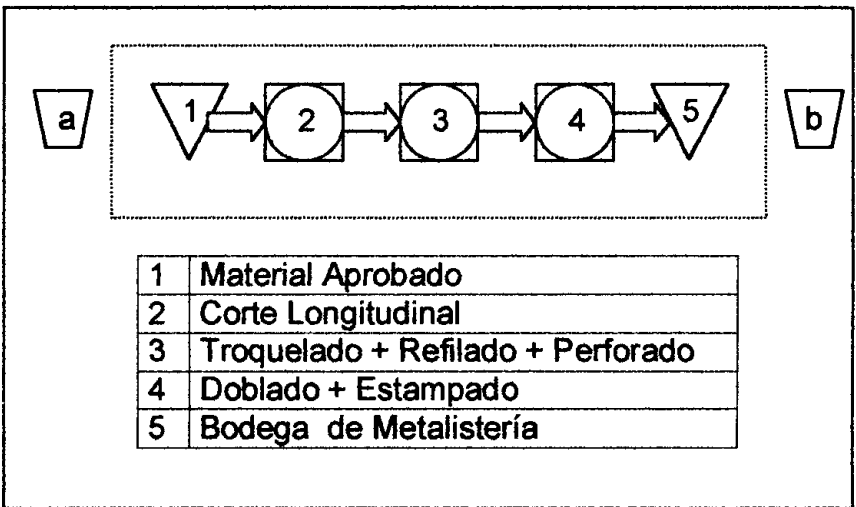 a 1 2 3 4 5 b
1 Material Aprobado
2 Corte Longitudinal
3 Troquelado + Refilado + Perforado
4 Doblado + Estampado
5 Bodega de Metalistería